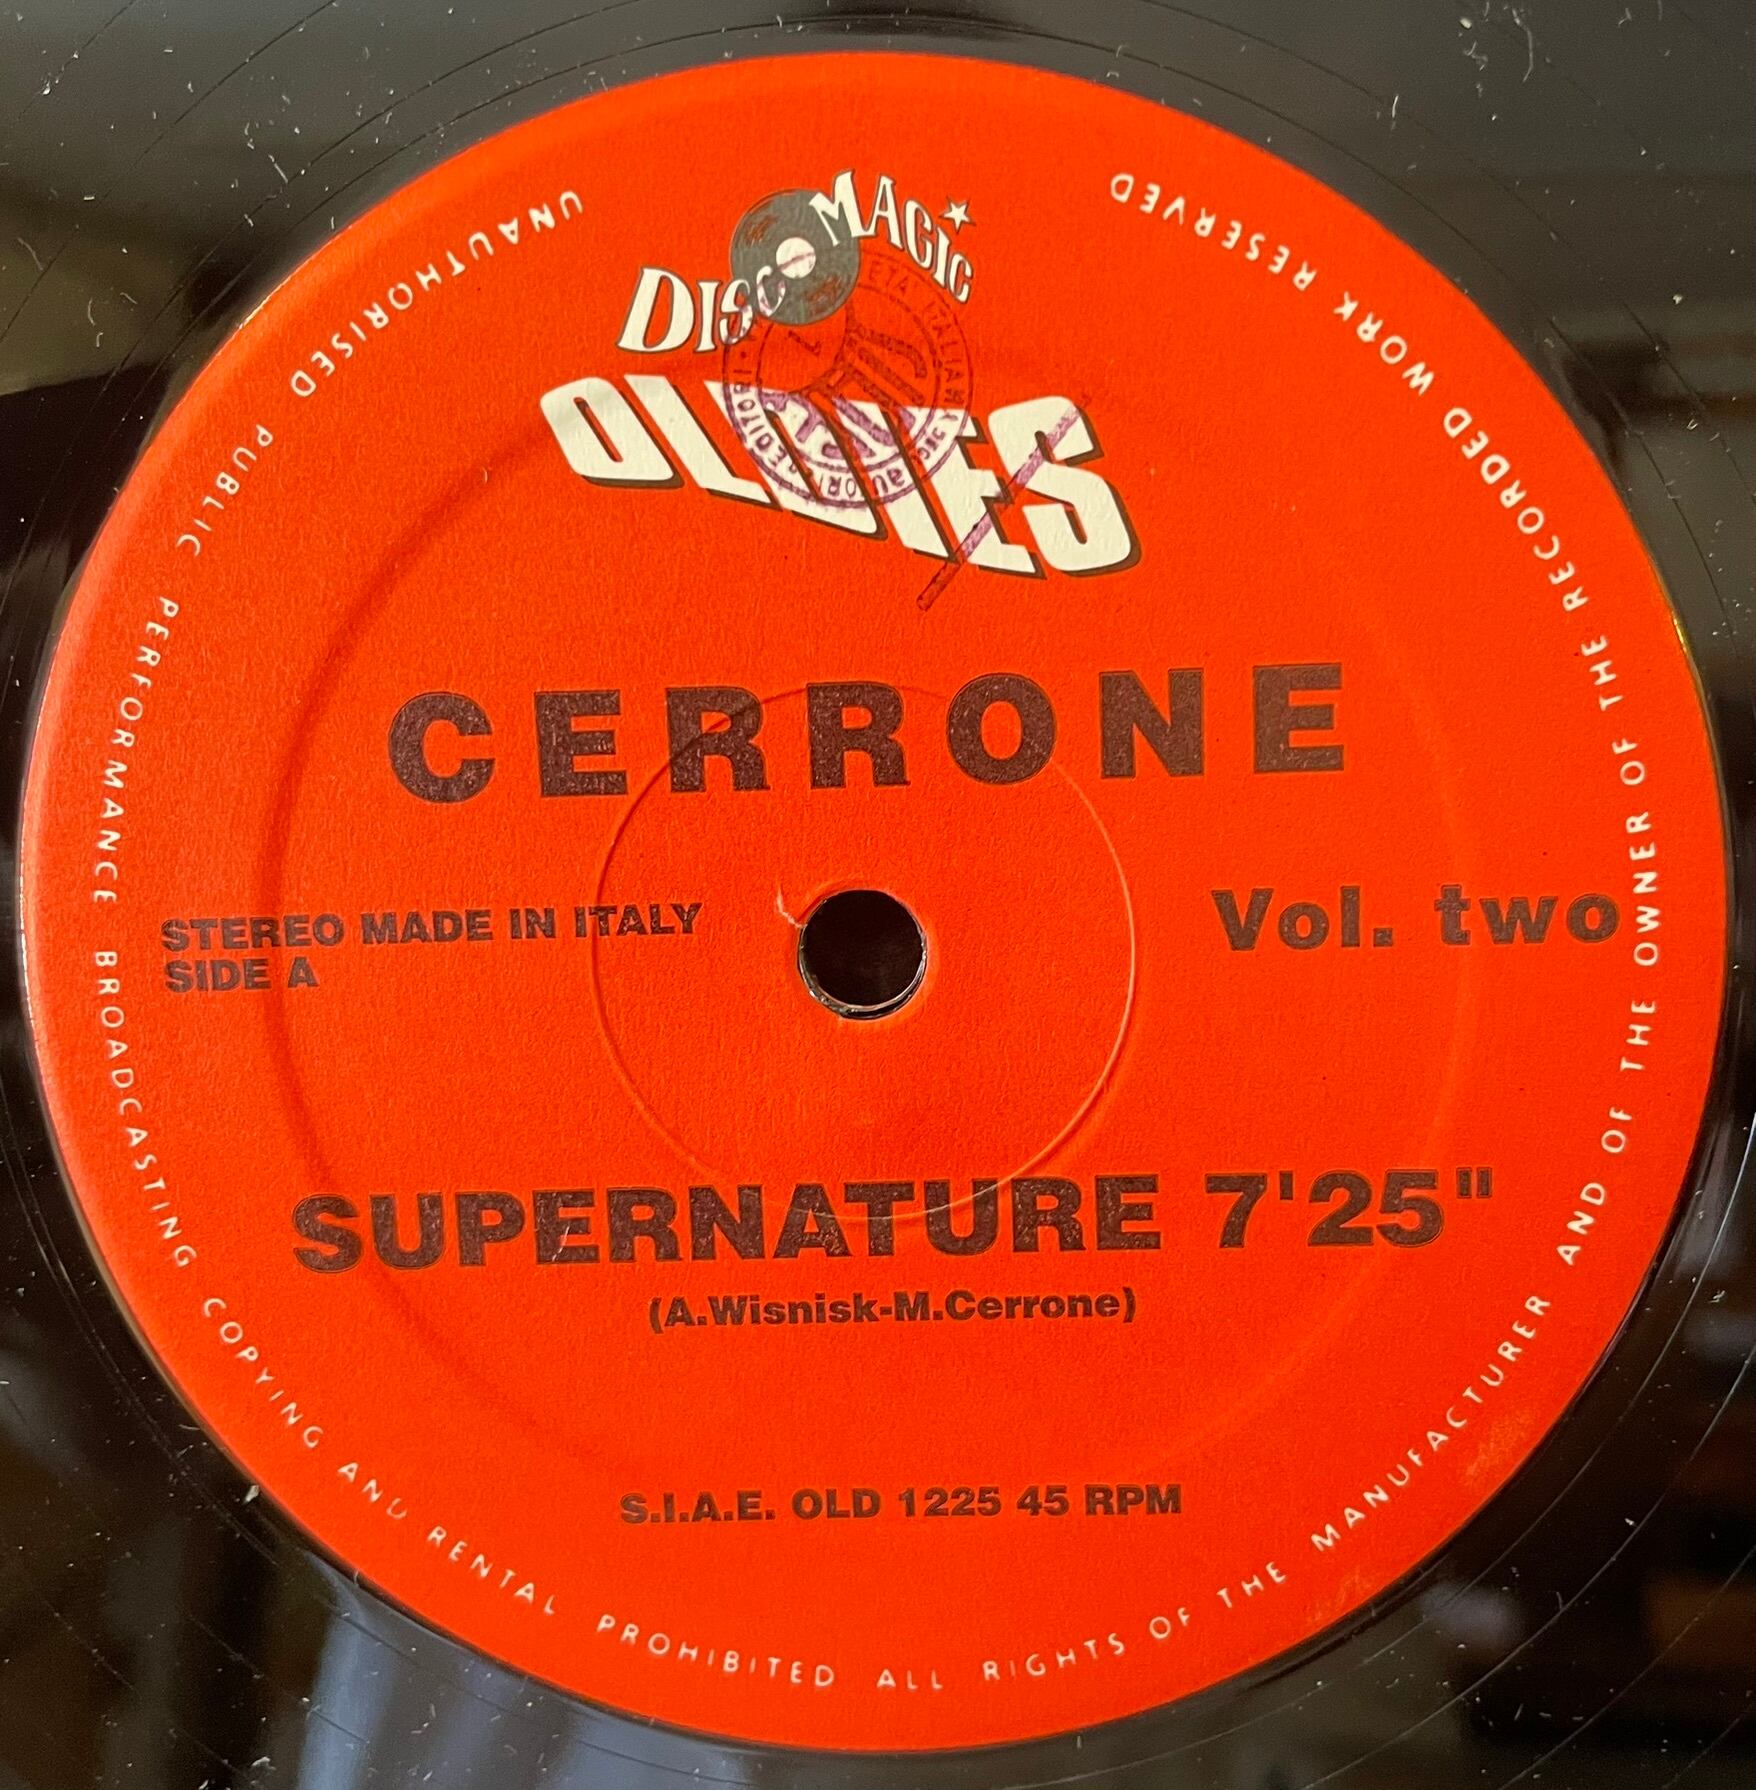 DISCO MAGIC
OLDIES
CERRONE
STEREO MADE IN ITALY
SIDE A
Vol. two
SUPERNATURE 7'25"
(A.Wisnisk-M.Cerrone)
S.I.A.E. OLD 1225 45 RPM
UNAUTHORISED PUBLIC PERFORMANCE BROADCASTING COPYING AND RENTAL PROHIBITED ALL RIGHTS OF THE MANUFACTURER AND OF THE OWNER OF THE RECORDED WORK RESERVED